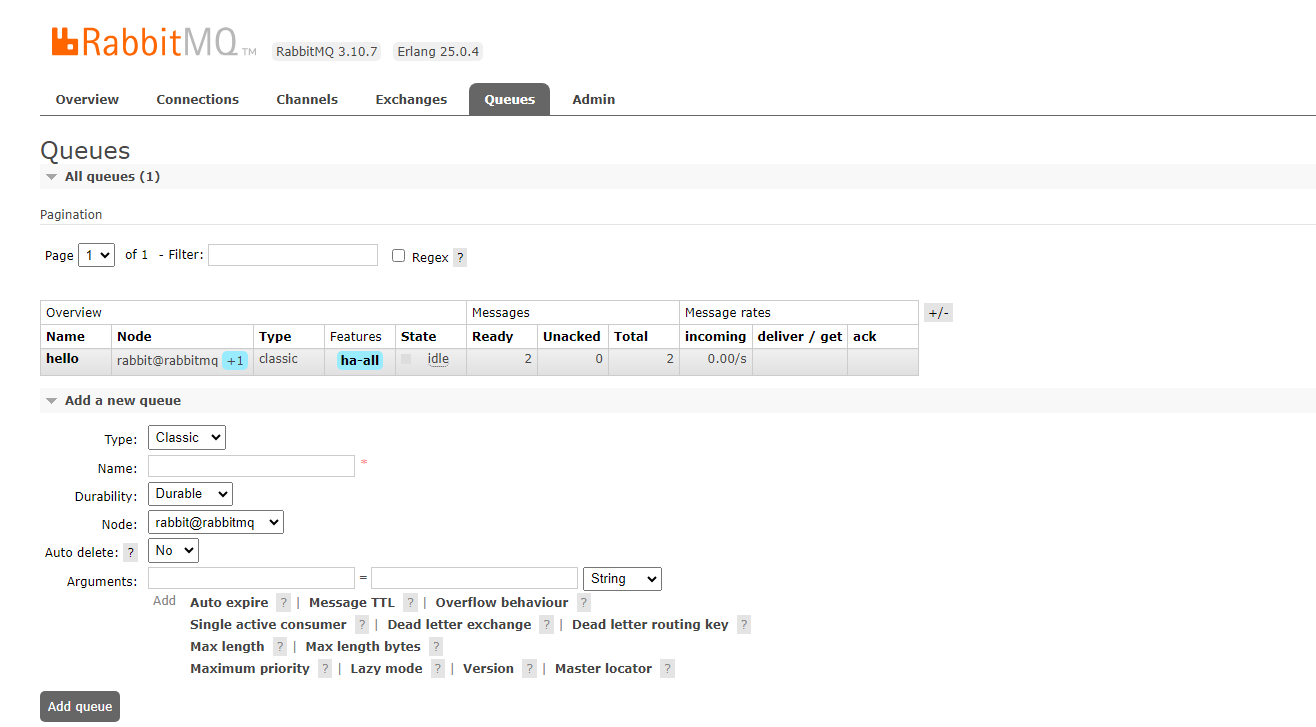 RabbitMQ TM RabbitMQ 3.10.7 Erlang 25.0.4
Overview Connections Channels Exchanges Queues Admin
Queues
All queues (1)
Pagination
Page 1 of 1 - Filter: Regex ?
Overview Messages Message rates +/-
Name Node Type Features State Ready Unacked Total incoming deliver / get ack
hello rabbit@rabbitmq +1 classic ha-all idle 2 0 2 0.00/s
Add a new queue
Type: Classic
Name: *
Durability: Durable
Node: rabbit@rabbitmq
Auto delete: ? No
Arguments: = String
Add Auto expire ? | Message TTL ? | Overflow behaviour ?
Single active consumer ? | Dead letter exchange ? | Dead letter routing key ?
Max length ? | Max length bytes ?
Maximum priority ? | Lazy mode ? | Version ? | Master locator ?
Add queue